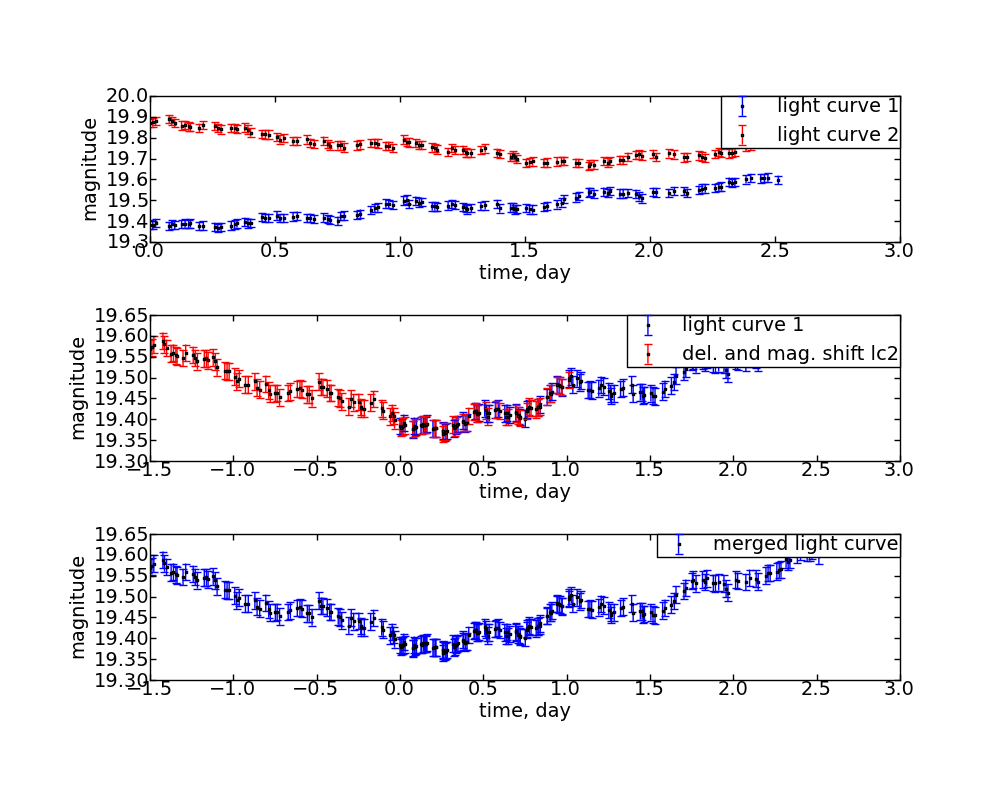 20.0
19.9
19.8
19.7
19.6
19.5
19.4
19.3
magnitude
light curve 1
light curve 2
0.0 0.5 1.0 1.5 2.0 2.5 3.0
time, day
19.65
19.60
19.55
19.50
19.45
19.40
19.35
19.30
magnitude
light curve 1
del. and mag. shift lc2
−1.5 −1.0 −0.5 0.0 0.5 1.0 1.5 2.0 2.5 3.0
time, day
19.65
19.60
19.55
19.50
19.45
19.40
19.35
19.30
magnitude
merged light curve
−1.5 −1.0 −0.5 0.0 0.5 1.0 1.5 2.0 2.5 3.0
time, day